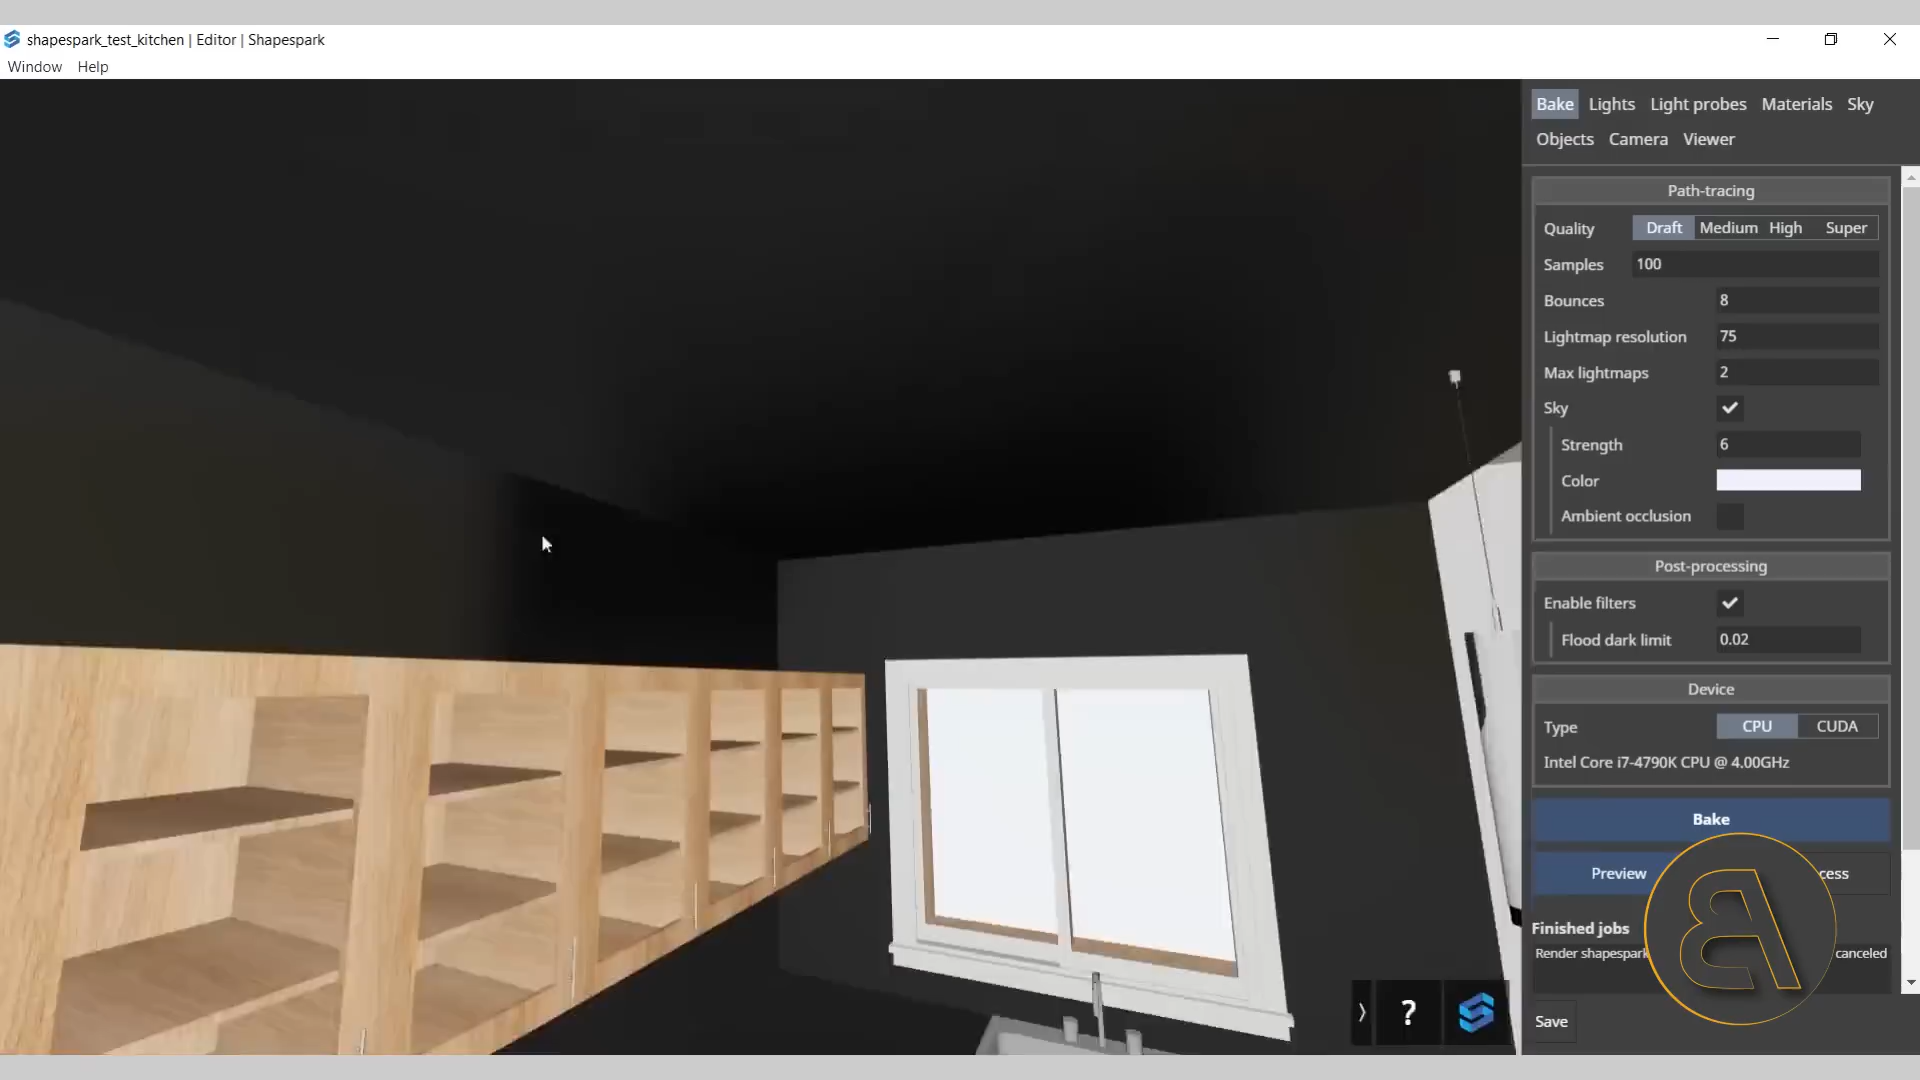 shapespark_test_kitchen | Editor | Shapespark
Window Help
Bake Lights Light probes Materials Sky
Objects Camera Viewer
Path-tracing
Quality Draft Medium High Super
Samples 100
Bounces 8
Lightmap resolution 75
Max lightmaps 2
Sky
Strength 6
Color
Ambient occlusion
Post-processing
Enable filters
Flood dark limit 0.02
Device
Type CPU CUDA
Intel Core i7-4790K CPU @ 4.00GHz
Bake
Preview cess
Finished jobs
Render shapespark canceled
? 
Save